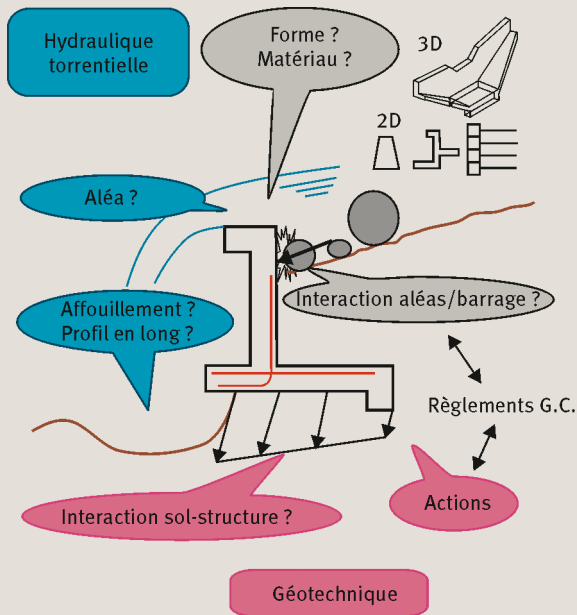 Hydraulique
torrentielle
Forme ?
Matériau ?
3D
2D
Aléa ?
Affouillement ?
Profil en long ?
Interaction aléas/barrage ?
Règlements G.C.
Interaction sol-structure ?
Actions
Géotechnique